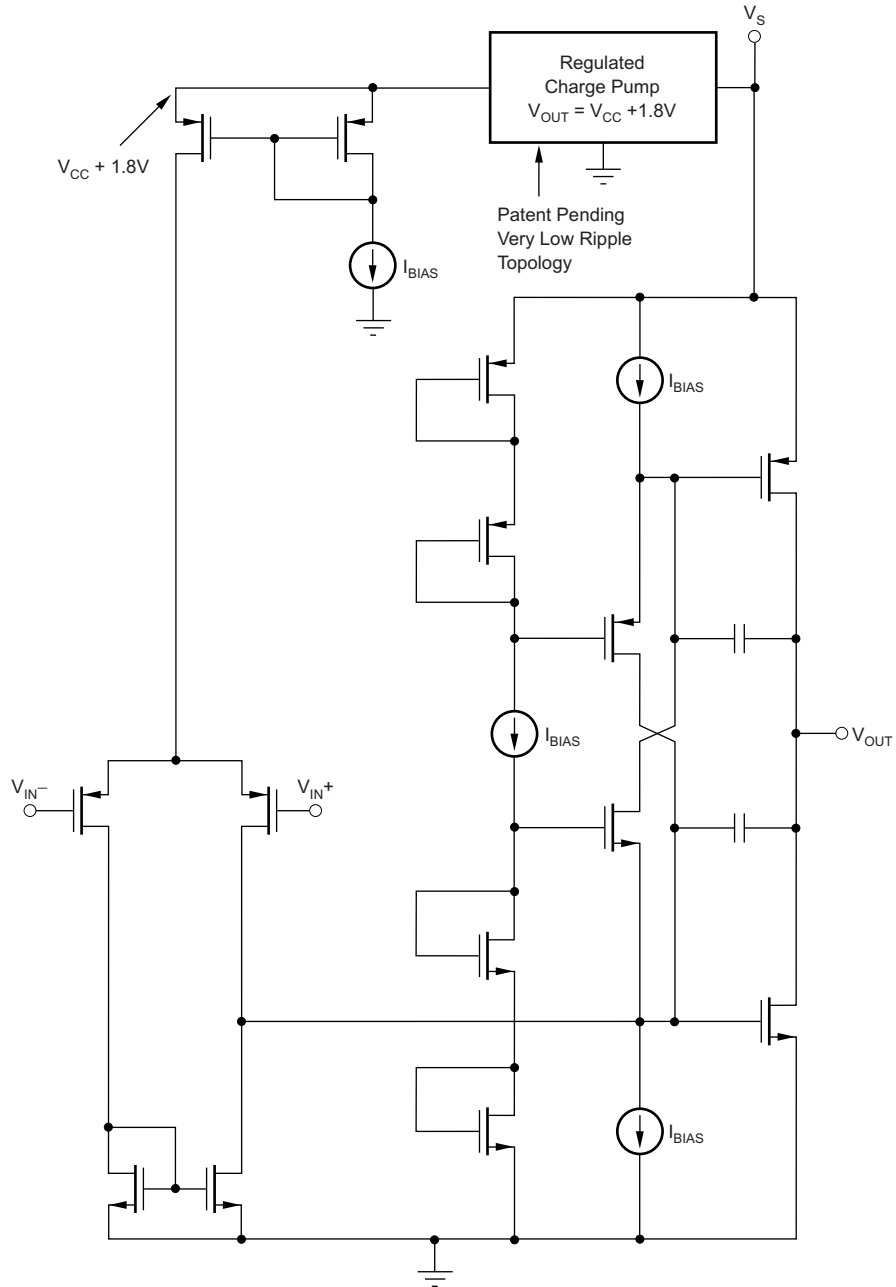 V_S
Regulated
Charge Pump
V_OUT = V_CC +1.8V
V_CC + 1.8V
Patent Pending
Very Low Ripple
Topology
I_BIAS
I_BIAS
I_BIAS
V_OUT
V_IN−
V_IN+
I_BIAS